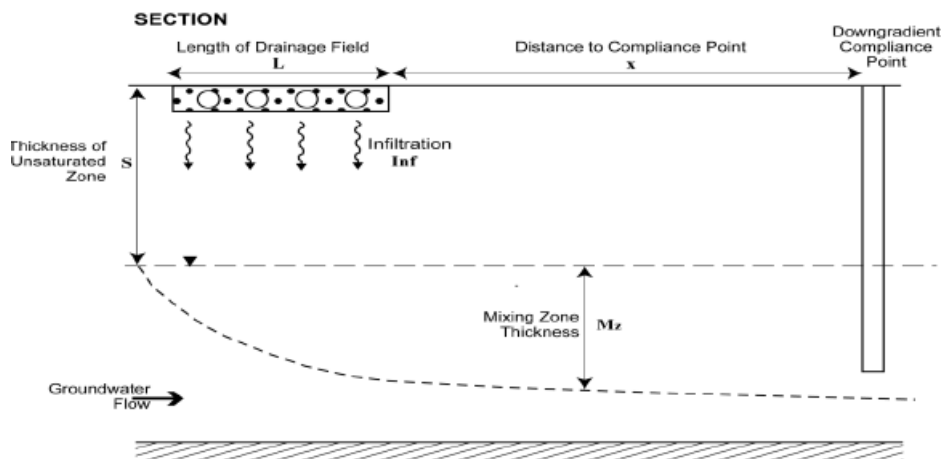 SECTION
Length of Drainage Field
L
Distance to Compliance Point
x
Downgradient
Compliance
Point
Thickness of
Unsaturated
Zone
S
Infiltration
Inf
Mixing Zone
Thickness
Mz
Groundwater
Flow